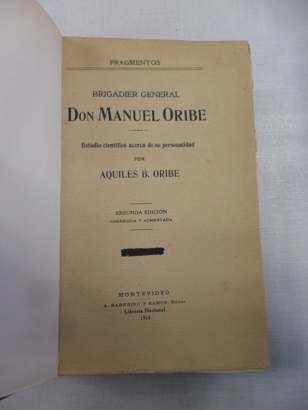 FRAGMENTOS
BRIGADIER GENERAL
DON MANUEL ORIBE
Estudio científico acerca de su personalidad
POR
AQUILES B. ORIBE
SEGUNDA EDICIÓN
CORREGIDA Y AUMENTADA
MONTEVIDEO
A. BARREIRO Y RAMOS, Editor
Librería Nacional